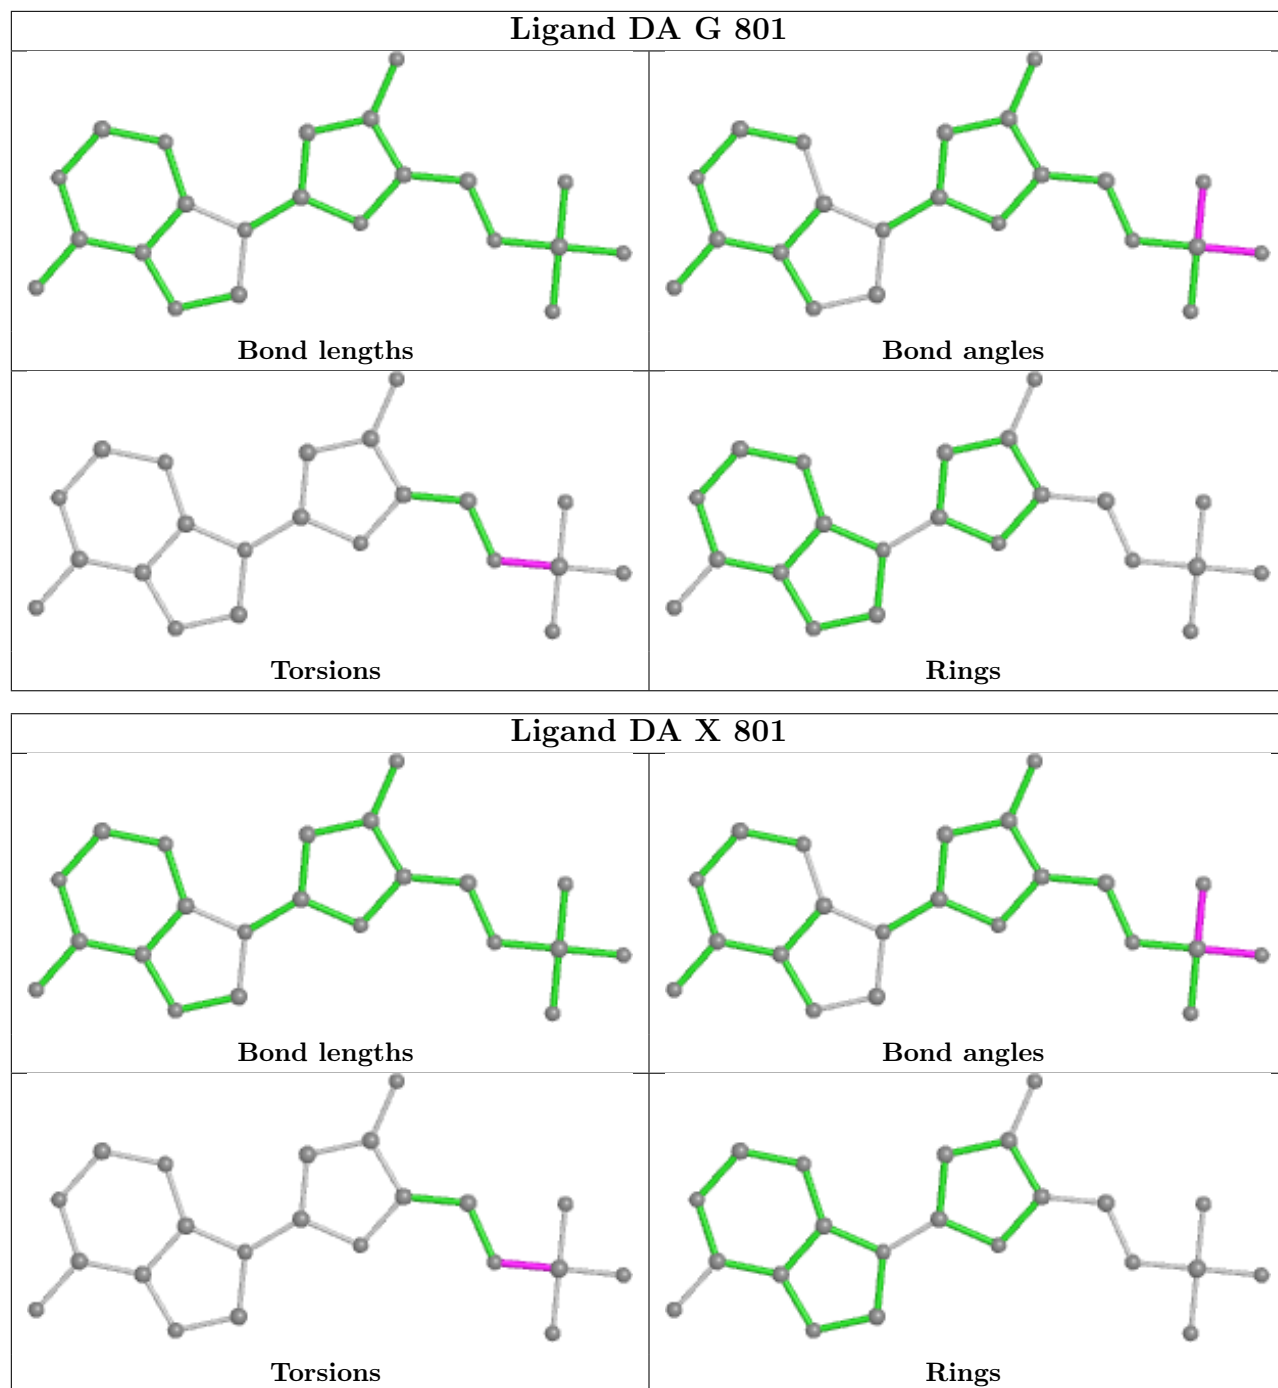 Ligand DA G 801
Bond lengths
Bond angles
Torsions
Rings
Ligand DA X 801
Bond lengths
Bond angles
Torsions
Rings